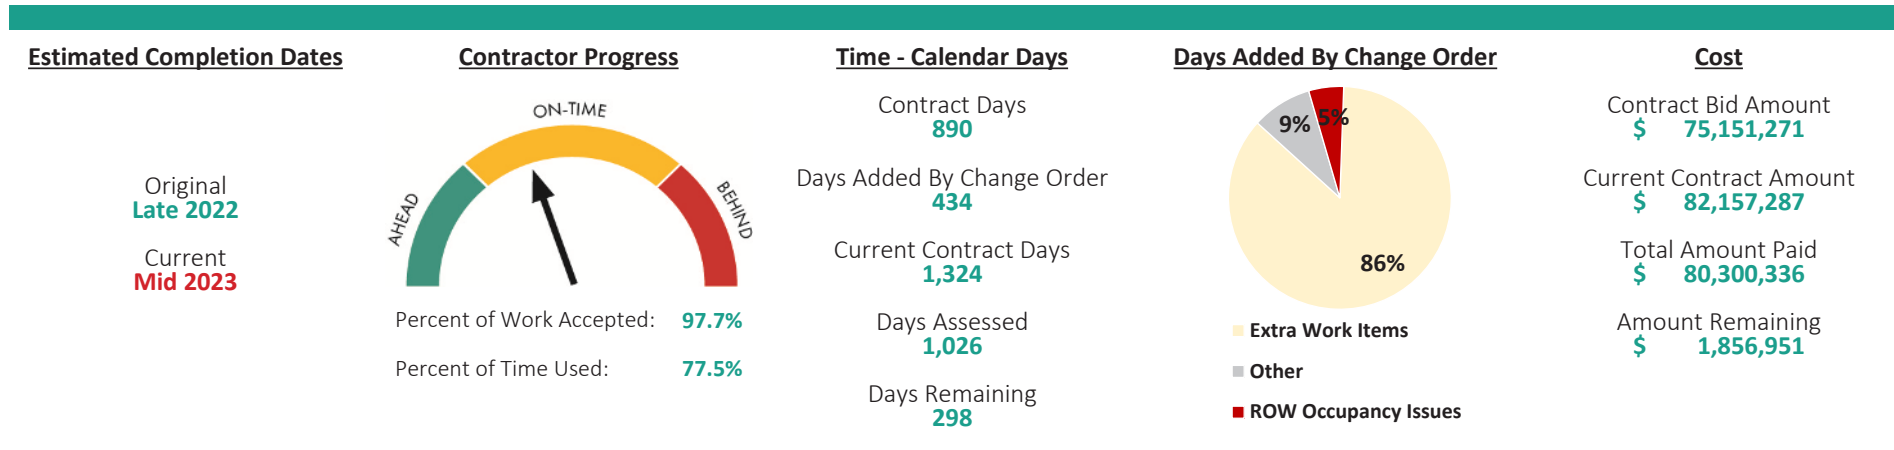 Estimated Completion Dates
Original
Late 2022
Current
Mid 2023
Contractor Progress
AHEAD
ON-TIME
BEHIND
Percent of Work Accepted: 97.7%
Percent of Time Used: 77.5%
Time - Calendar Days
Contract Days
890
Days Added By Change Order
434
Current Contract Days
1,324
Days Assessed
1,026
Days Remaining
298
Days Added By Change Order
9%
5%
86%
Extra Work Items
Other
ROW Occupancy Issues
Cost
Contract Bid Amount
$ 75,151,271
Current Contract Amount
$ 82,157,287
Total Amount Paid
$ 80,300,336
Amount Remaining
$ 1,856,951